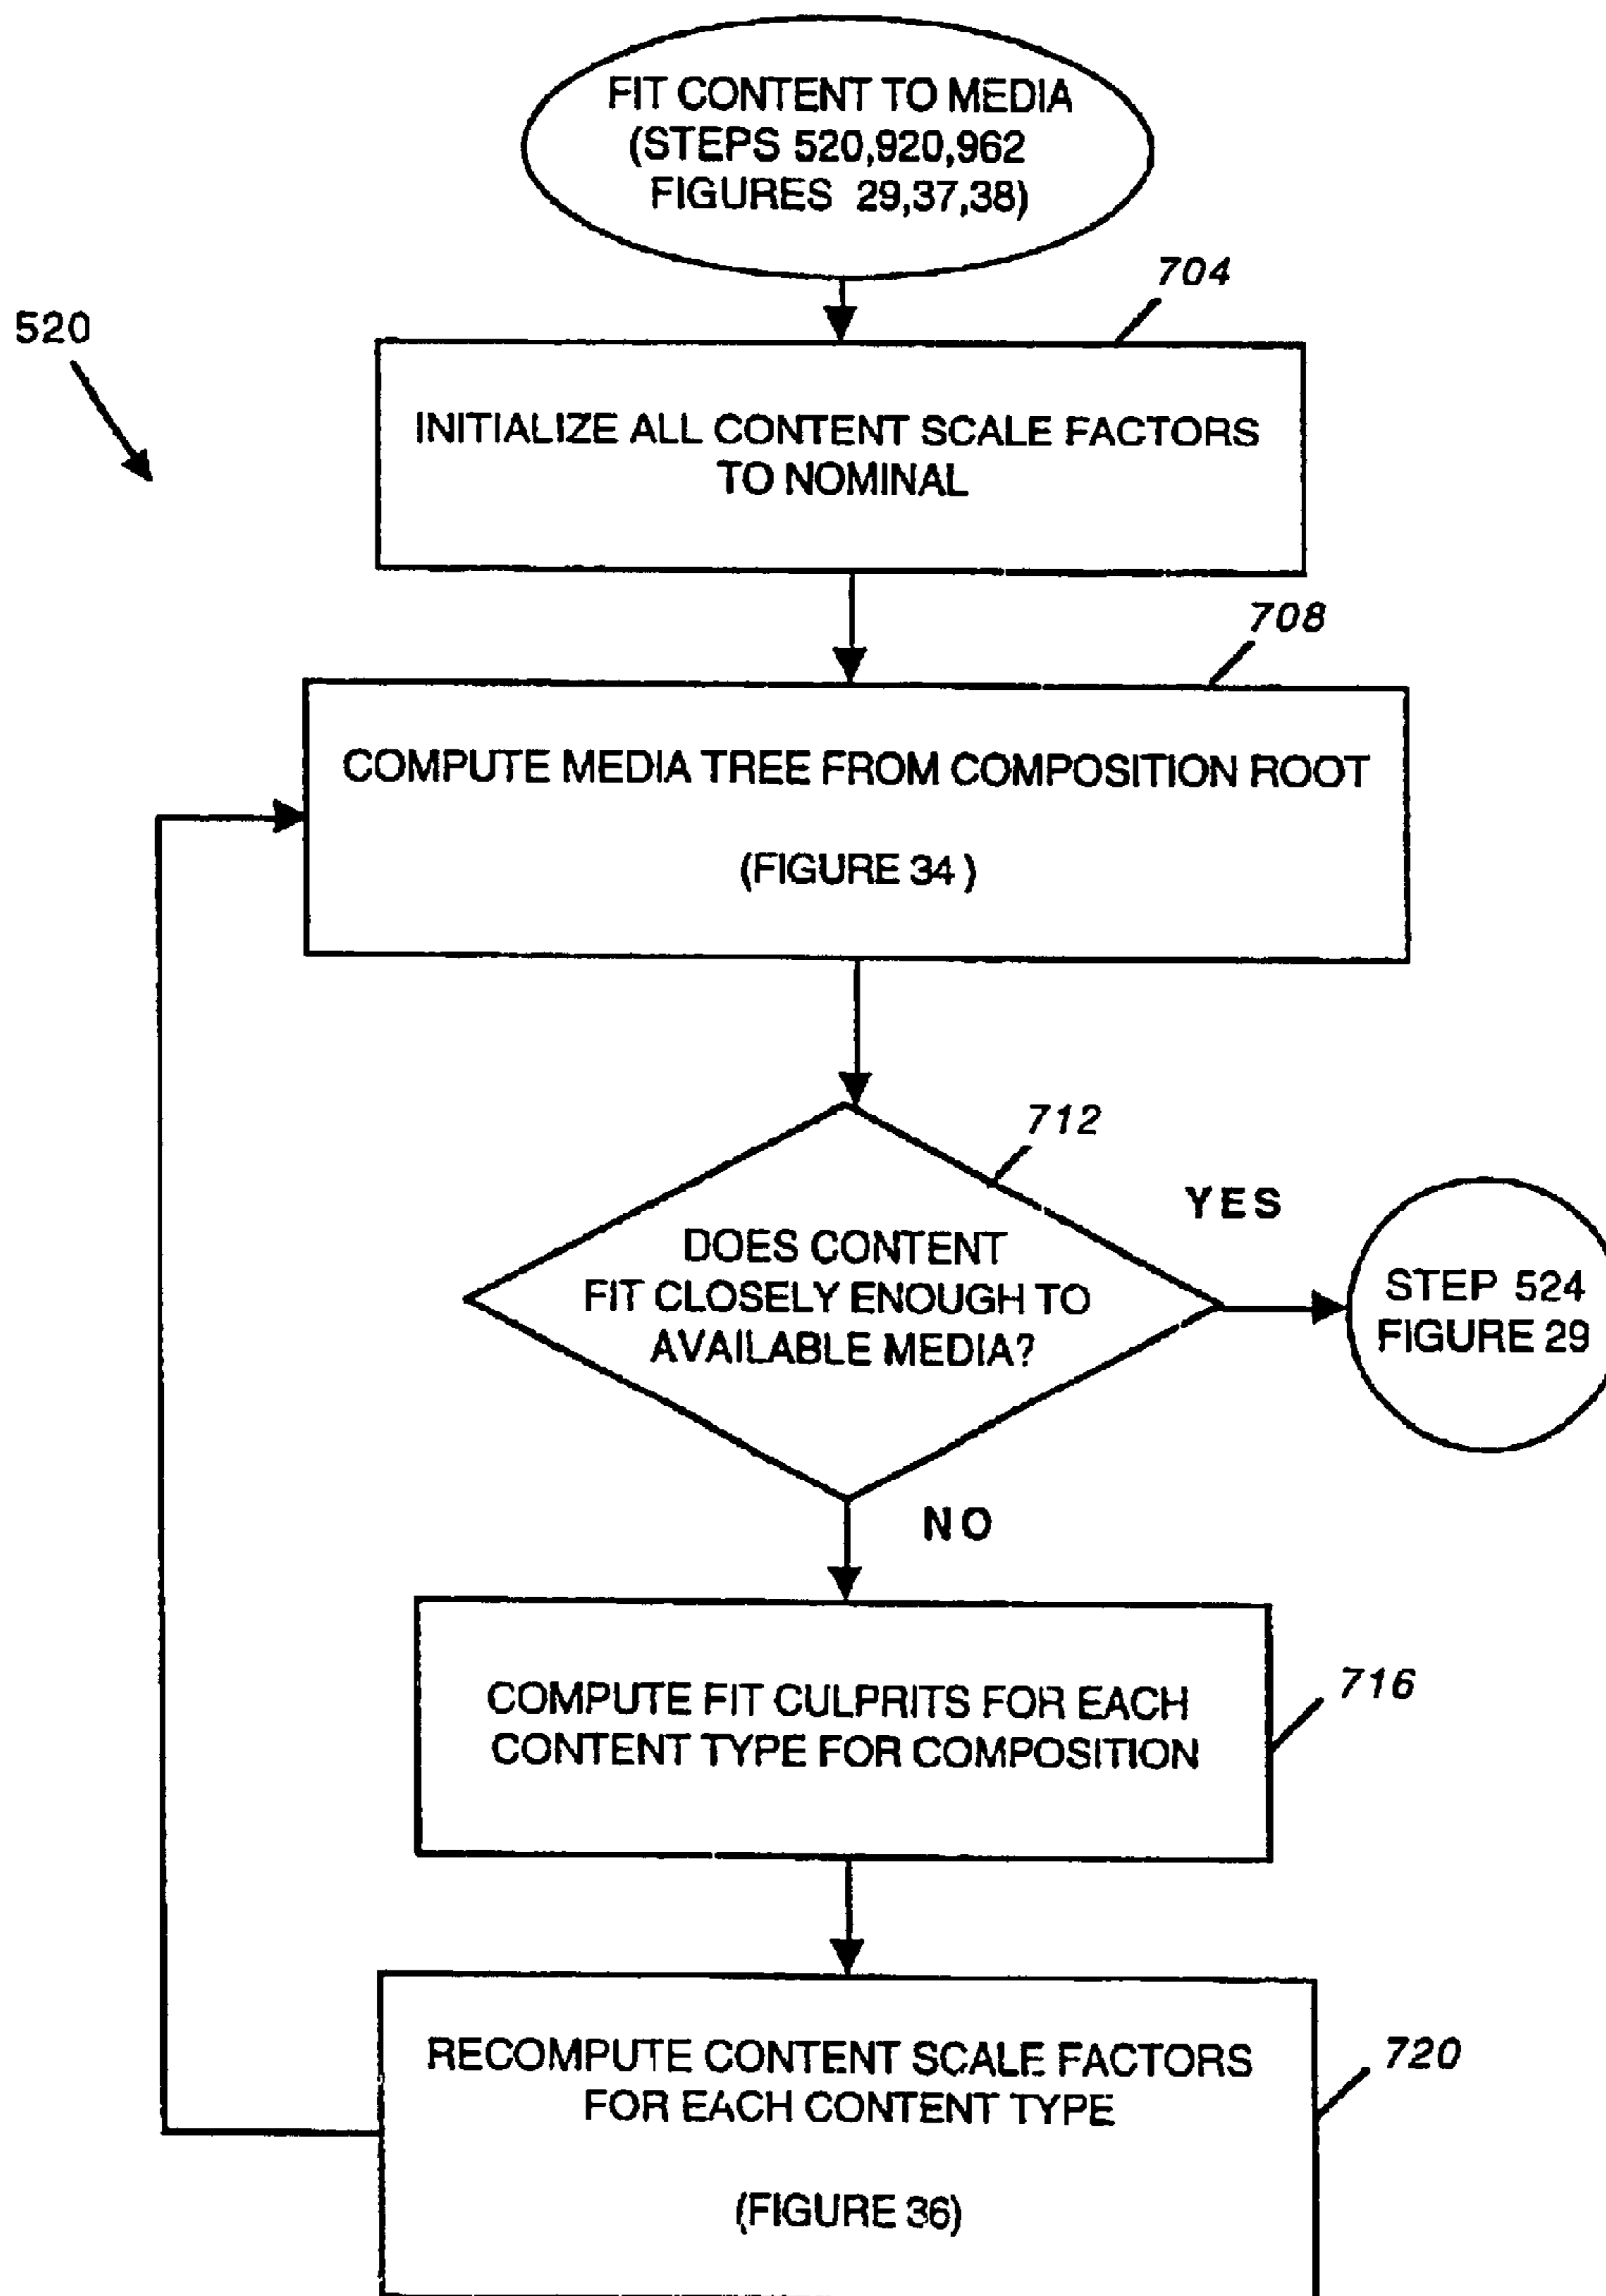 FIT CONTENT TO MEDIA
(STEPS 520,920,962
FIGURES 29,37,38)
704
520
INITIALIZE ALL CONTENT SCALE FACTORS
TO NOMINAL
708
COMPUTE MEDIA TREE FROM COMPOSITION ROOT
(FIGURE 34 )
712
YES
DOES CONTENT
FIT CLOSELY ENOUGH TO
AVAILABLE MEDIA?
STEP 524
FIGURE 29
NO
716
COMPUTE FIT CULPRITS FOR EACH
CONTENT TYPE FOR COMPOSITION
720
RECOMPUTE CONTENT SCALE FACTORS
FOR EACH CONTENT TYPE
(FIGURE 36)